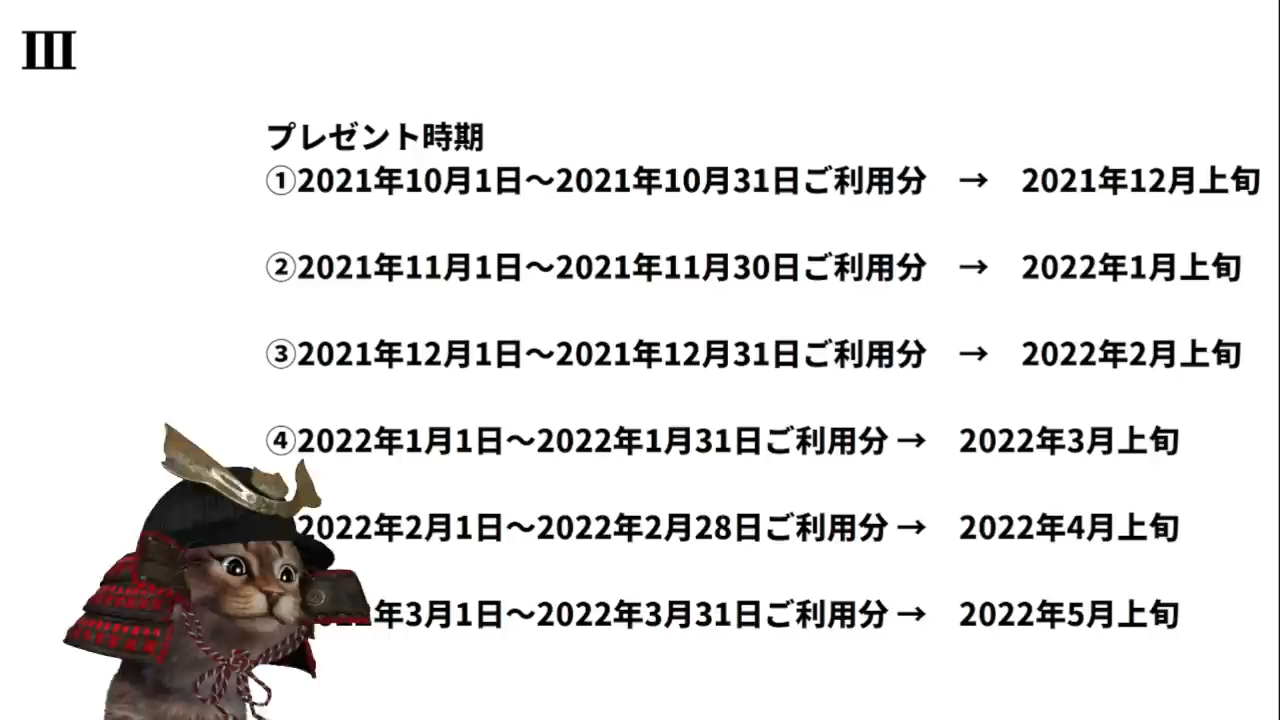 III
プレゼント時期
①2021年10月1日～2021年10月31日ご利用分　→　2021年12月上旬
②2021年11月1日～2021年11月30日ご利用分　→　2022年1月上旬
③2021年12月1日～2021年12月31日ご利用分　→　2022年2月上旬
④2022年1月1日～2022年1月31日ご利用分 →　2022年3月上旬
2022年2月1日～2022年2月28日ご利用分 →　2022年4月上旬
年3月1日～2022年3月31日ご利用分 →　2022年5月上旬